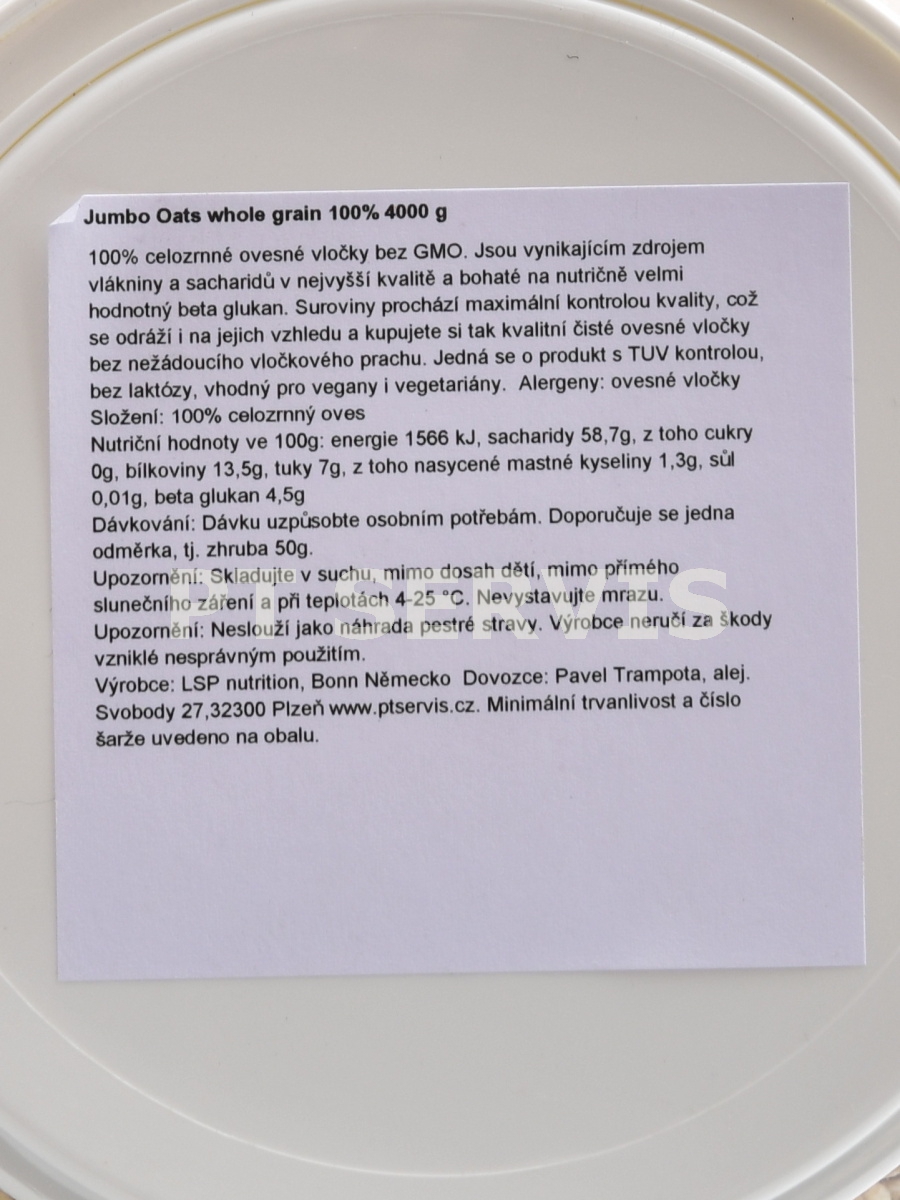 Jumbo Oats whole grain 100% 4000 g
100% celozrnné ovesné vločky bez GMO. Jsou vynikajícím zdrojem
vlákniny a sacharidů v nejvyšší kvalitě a bohaté na nutričně velmi
hodnotný beta glukan. Suroviny prochází maximální kontrolou kvality, což
se odráží i na jejich vzhledu a kupujete si tak kvalitní čisté ovesné vločky
bez nežádoucího vločkového prachu. Jedná se o produkt s TUV kontrolou,
bez laktózy, vhodný pro vegany i vegetariány.  Alergeny: ovesné vločky
Složení: 100% celozrnný oves
Nutriční hodnoty ve 100g: energie 1566 kJ, sacharidy 58,7g, z toho cukry
0g, bílkoviny 13,5g, tuky 7g, z toho nasycené mastné kyseliny 1,3g, sůl
0,01g, beta glukan 4,5g
Dávkování: Dávku uzpůsobte osobním potřebám. Doporučuje se jedna
odměrka, tj. zhruba 50g.
Upozornění: Skladujte v suchu, mimo dosah dětí, mimo přímého
slunečního záření a při teplotách 4-25 °C. Nevystavujte mrazu.
PT SERVIS
Upozornění: Neslouží jako náhrada pestré stravy. Výrobce neručí za škody
vzniklé nesprávným použitím.
Výrobce: LSP nutrition, Bonn Německo  Dovozce: Pavel Trampota, alej.
Svobody 27,32300 Plzeň www.ptservis.cz. Minimální trvanlivost a číslo
šarže uvedeno na obalu.